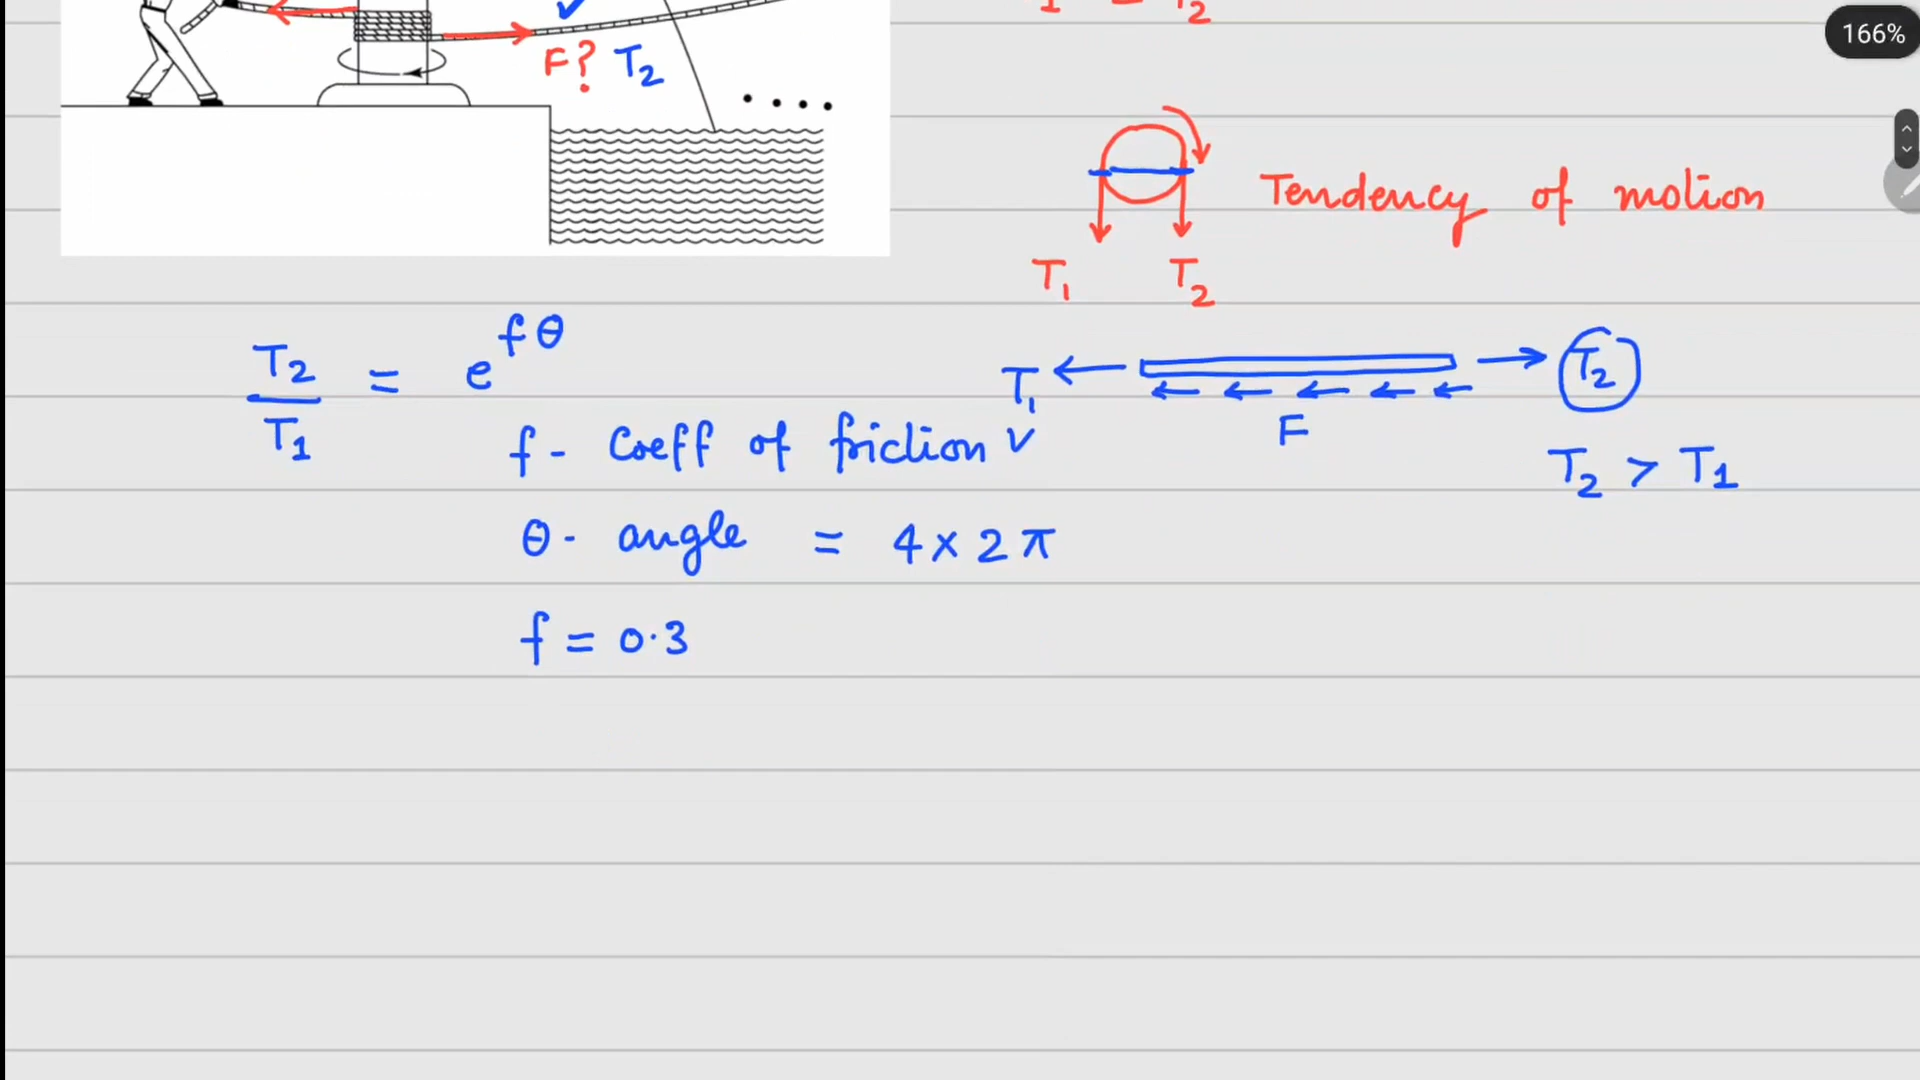 166%
T2
F? T2
Tendency of motion
T1 T2
T2/T1 = e^fθ
T1 T2
F
f - Coeff of friction
T2 > T1
θ - angle = 4 × 2π
f = 0.3